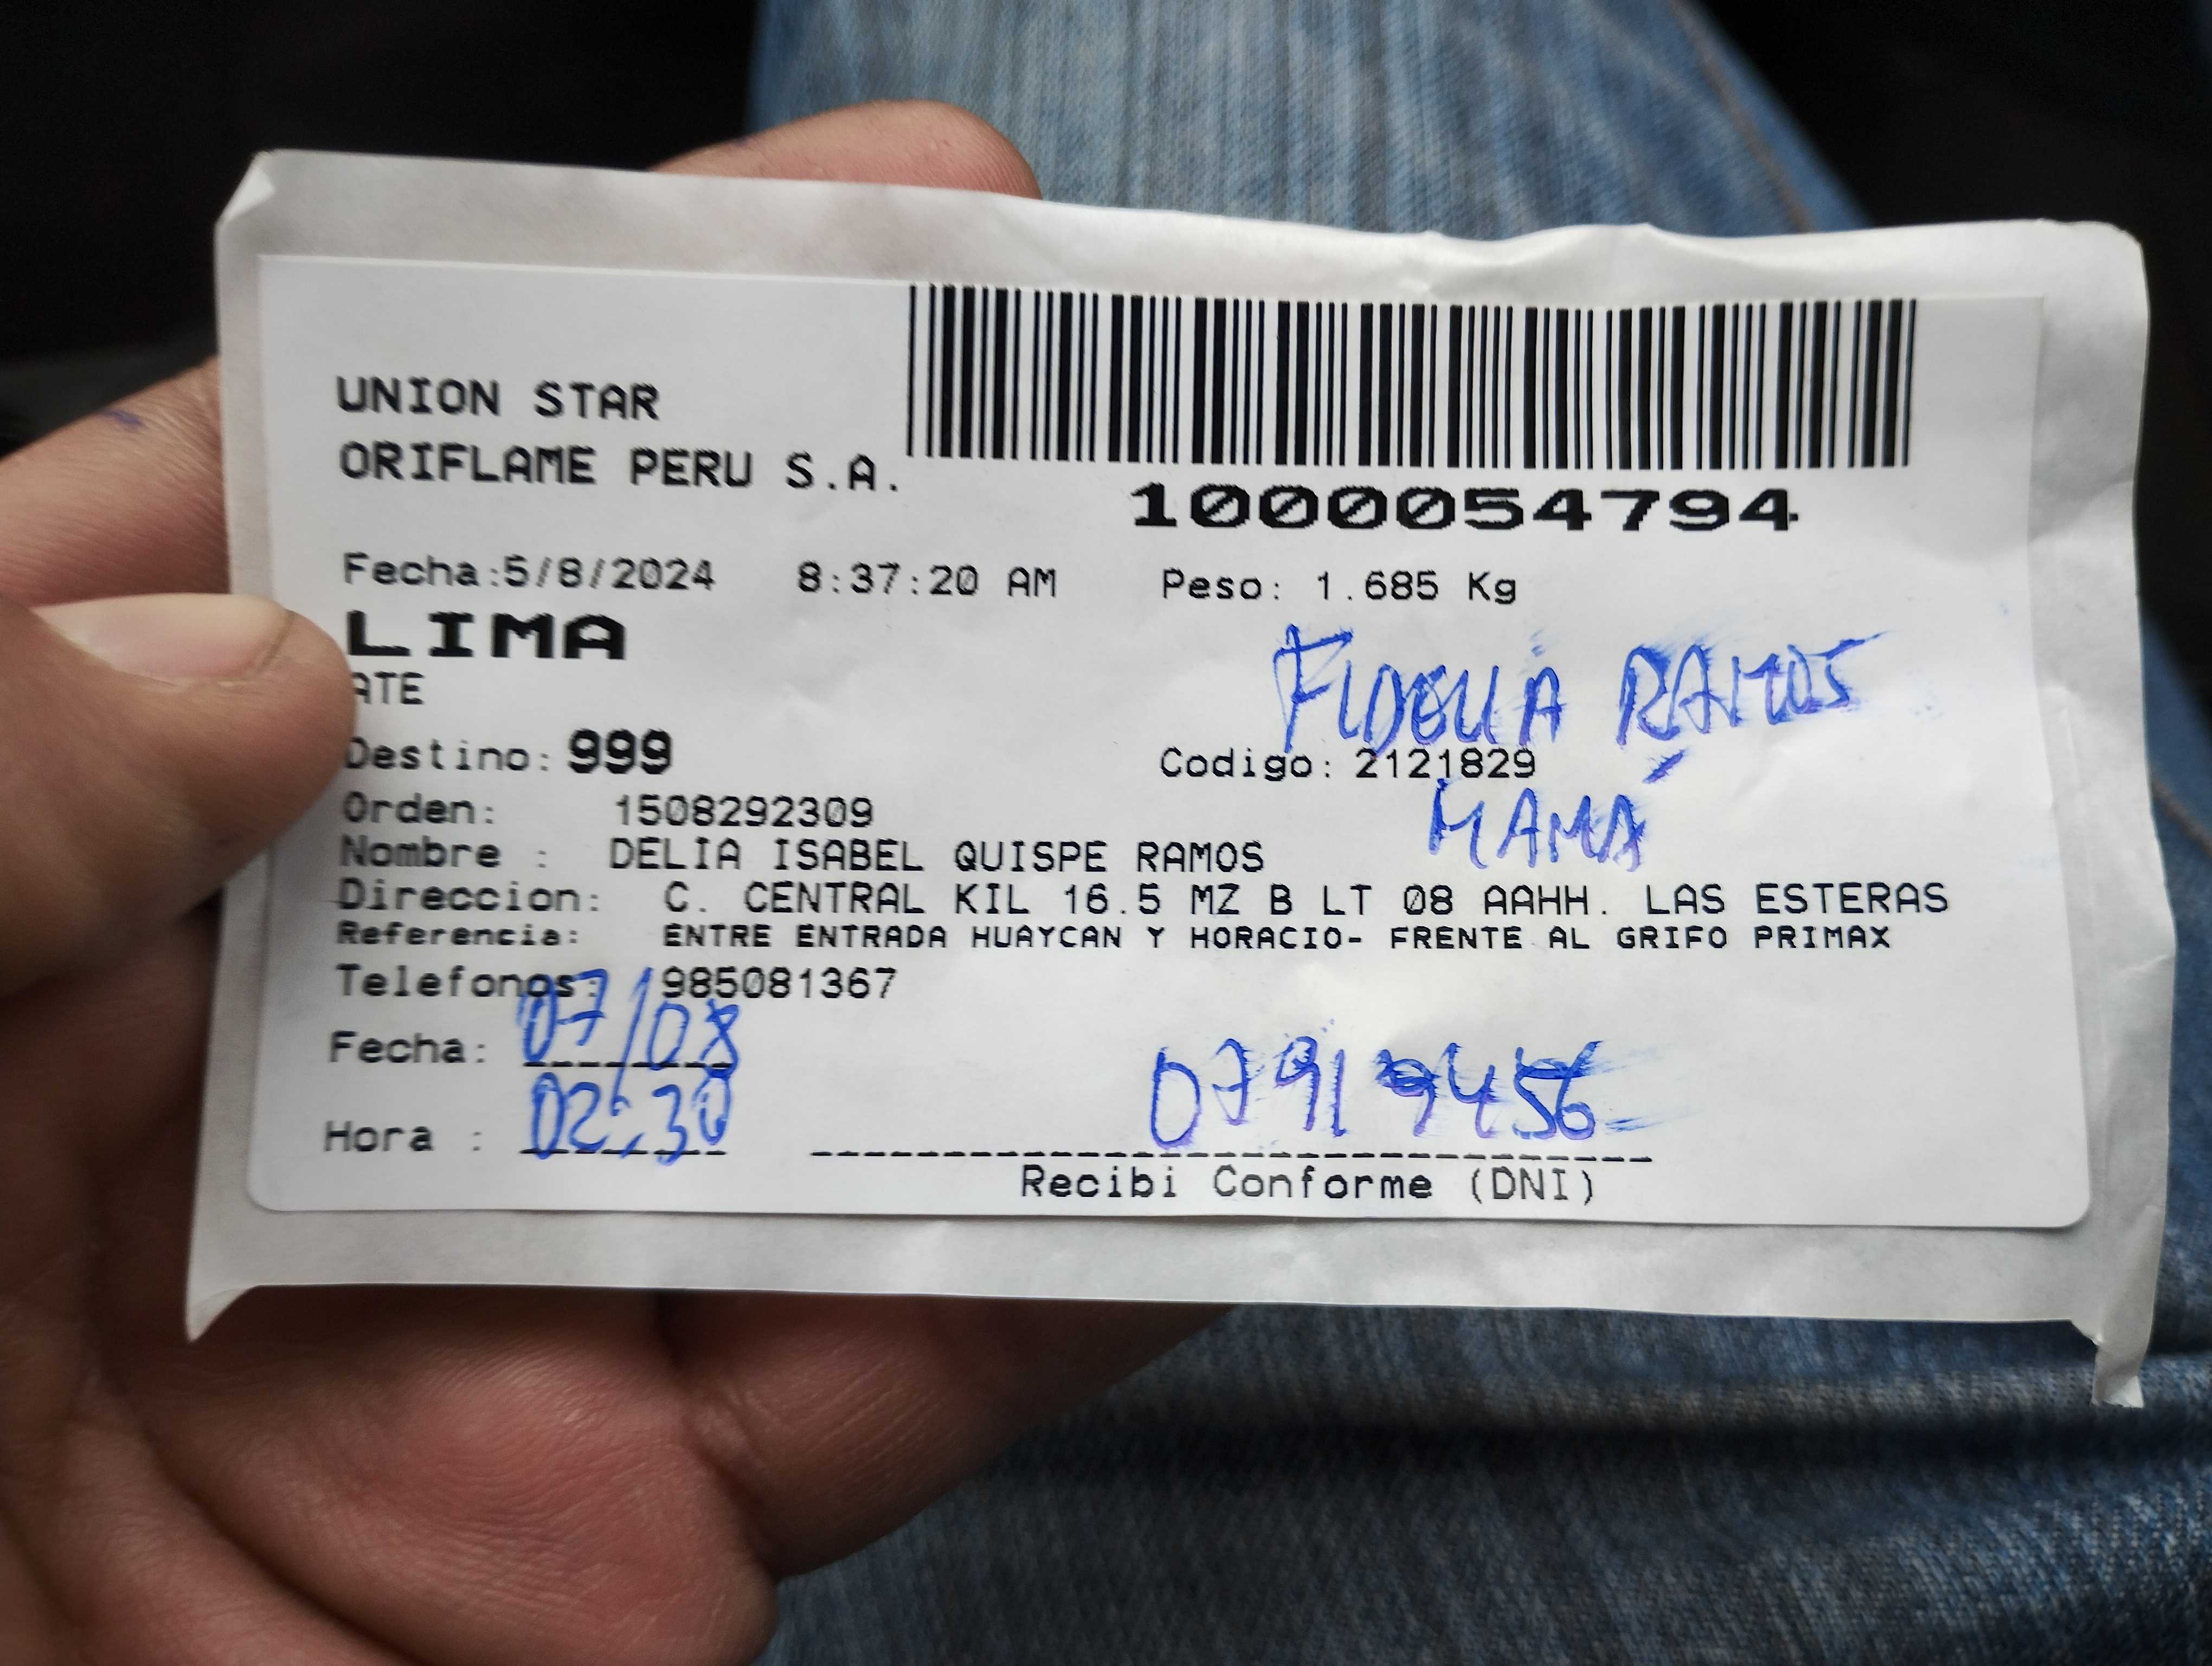 UNION STAR
ORIFLAME PERU S.A.
1000054794
Fecha:5/8/2024 8:37:20 AM Peso: 1.685 Kg
LIMA
FIDELIA RAMOS
ATE
Destino: 999 Codigo: 2121829
MAMÁ
Orden: 1508292309
Nombre : DELIA ISABEL QUISPE RAMOS
Direccion: C. CENTRAL KIL 16.5 MZ B LT 08 AAHH. LAS ESTERAS
Referencia: ENTRE ENTRADA HUAYCAN Y HORACIO- FRENTE AL GRIFO PRIMAX
Telefonos: 985081367
Fecha: 07/08
Hora : 02:30
Recibi Conforme (DNI)